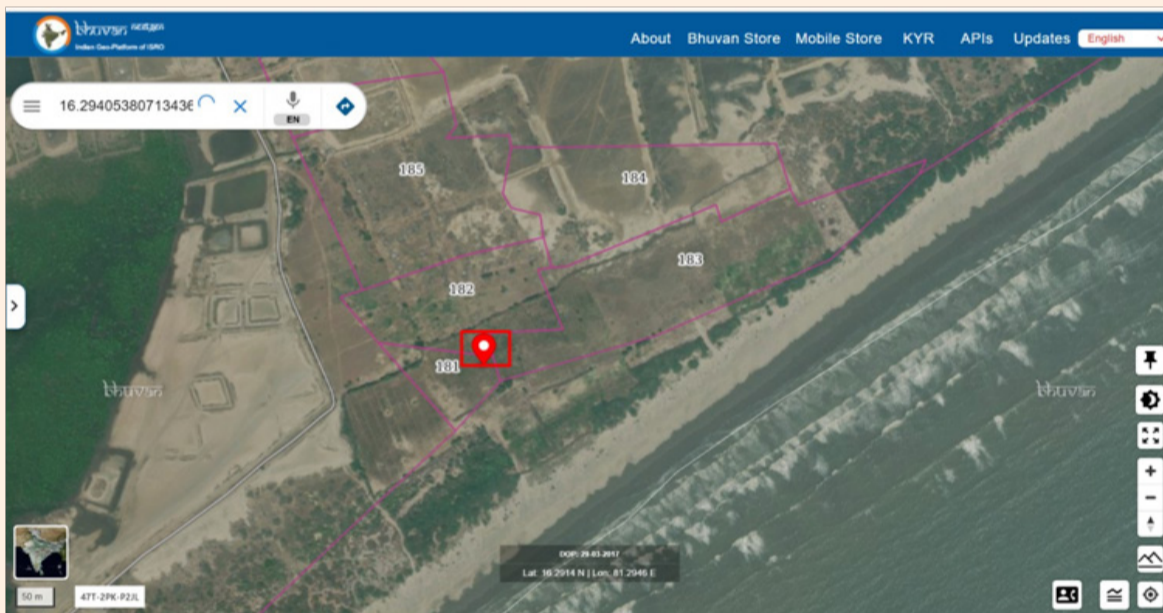 bhuvan
Indian Geo-Platform of ISRO
About Bhuvan Store Mobile Store KYR APIs Updates English
16.29405380713436
EN
185
184
183
182
181
bhuvan
bhuvan
DOP: 29-03-2017
Lat: 16.2914 N | Lon: 81.2946 E
50 m
47T-2PK-P2JL